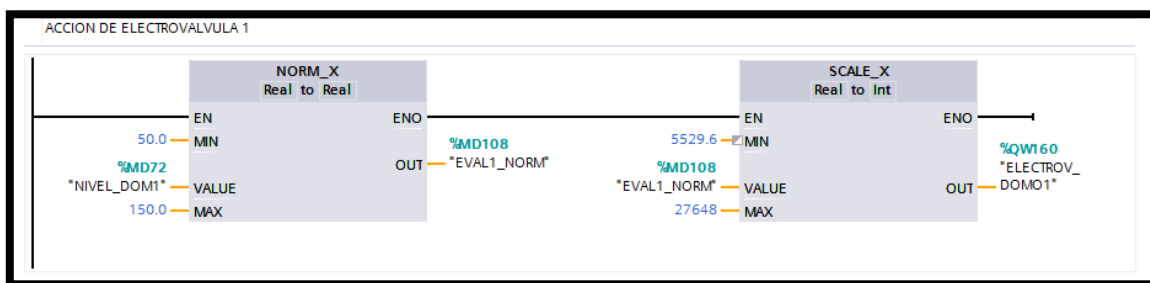 ACCION DE ELECTROVALVULA 1
NORM_X
Real to Real
EN
ENO
50.0
MIN
%MD72
"NIVEL_DOM1"
VALUE
150.0
MAX
OUT
%MD108
"EVAL1_NORM"
SCALE_X
Real to Int
EN
ENO
5529.6
MIN
%MD108
"EVAL1_NORM"
VALUE
27648
MAX
OUT
%QW160
"ELECTROV_
DOMO1"